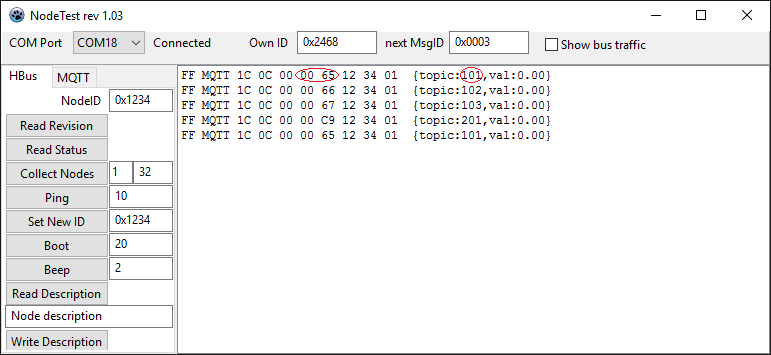 NodeTest rev 1.03
COM Port COM18 Connected Own ID 0x2468 next MsgID 0x0003 Show bus traffic
HBus MQTT
NodeID 0x1234
Read Revision
Read Status
Collect Nodes 1 32
Ping 10
Set New ID 0x1234
Boot 20
Beep 2
Read Description
Node description
Write Description
FF MQTT 1C 0C 00 00 65 12 34 01 {topic:101,val:0.00}
FF MQTT 1C 0C 00 00 66 12 34 01 {topic:102,val:0.00}
FF MQTT 1C 0C 00 00 67 12 34 01 {topic:103,val:0.00}
FF MQTT 1C 0C 00 00 C9 12 34 01 {topic:201,val:0.00}
FF MQTT 1C 0C 00 00 65 12 34 01 {topic:101,val:0.00}